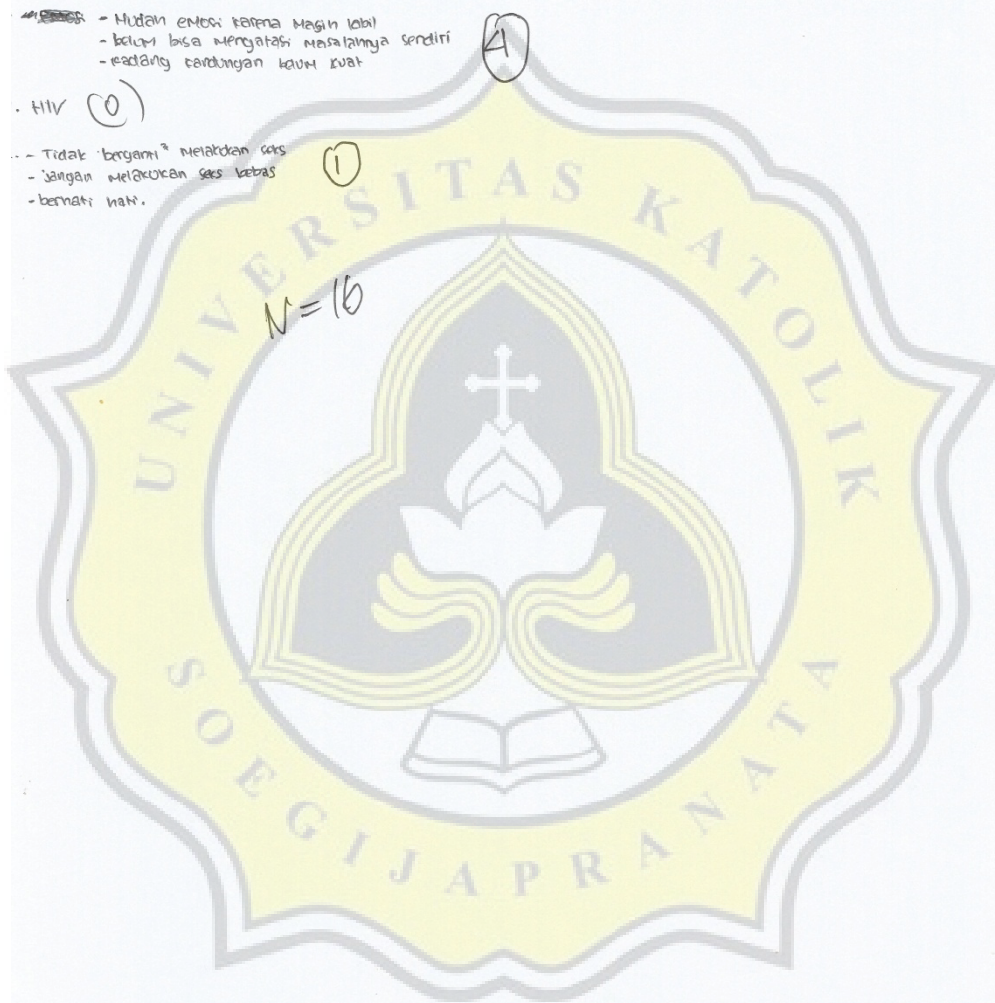 - Mudah emosi karena masih labil
- belum bisa mengatasi masalahnya sendiri
- kadang kandungan belum kuat
4
. HIV 0
- Tidak berganti² melakukan seks
- jangan melakukan seks bebas
1
- berhati hati.
N = 16
UNIVERSITAS KATOLIK
SOEGIJAPRANATA